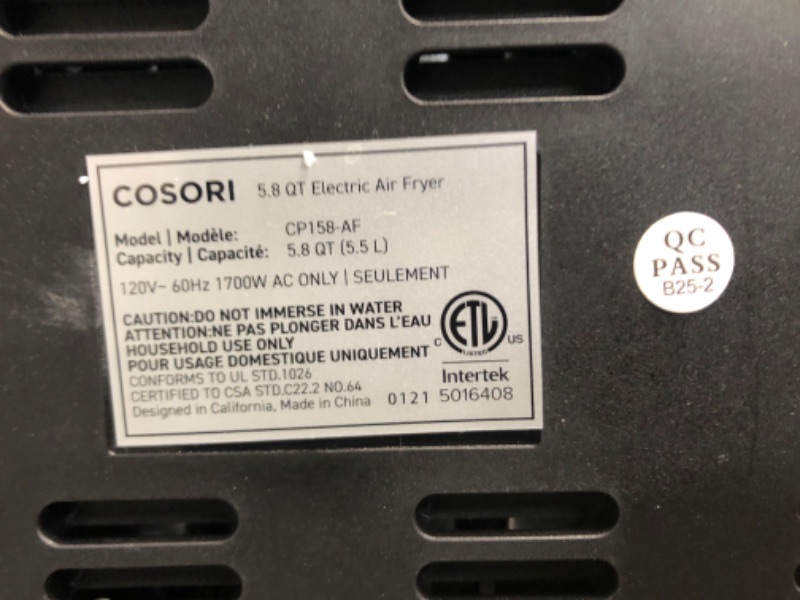 COSORI 5.8 QT Electric Air Fryer
Model | Modèle: CP158-AF
Capacity | Capacité: 5.8 QT (5.5 L)
120V~ 60Hz 1700W AC ONLY | SEULEMENT
CAUTION:DO NOT IMMERSE IN WATER
ATTENTION:NE PAS PLONGER DANS L'EAU
HOUSEHOLD USE ONLY
POUR USAGE DOMESTIQUE UNIQUEMENT
CONFORMS TO UL STD.1026
CERTIFIED TO CSA STD.C22.2 NO.64
Designed in California, Made in China 0121
C ETL US
LISTED
Intertek
5016408
QC
PASS
B25-2